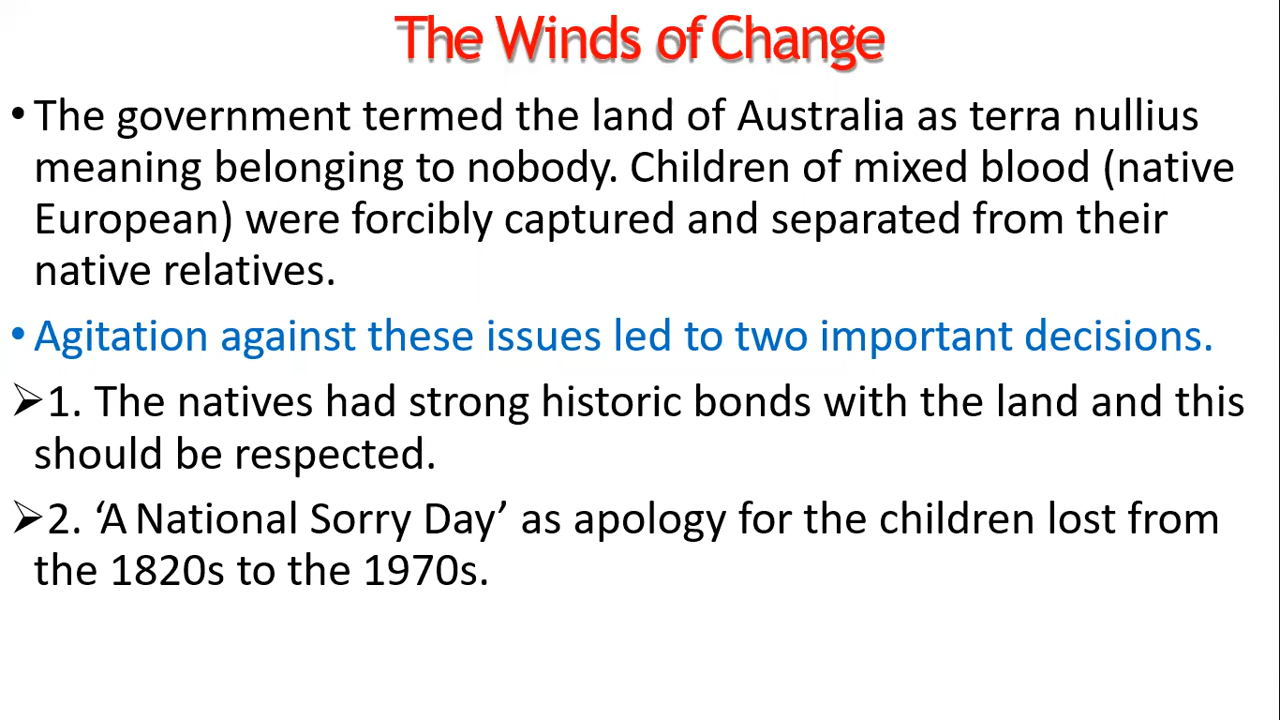 The Winds of Change
• The government termed the land of Australia as terra nullius
meaning belonging to nobody. Children of mixed blood (native
European) were forcibly captured and separated from their
native relatives.
• Agitation against these issues led to two important decisions.
➢1. The natives had strong historic bonds with the land and this
should be respected.
➢2. ‘A National Sorry Day’ as apology for the children lost from
the 1820s to the 1970s.